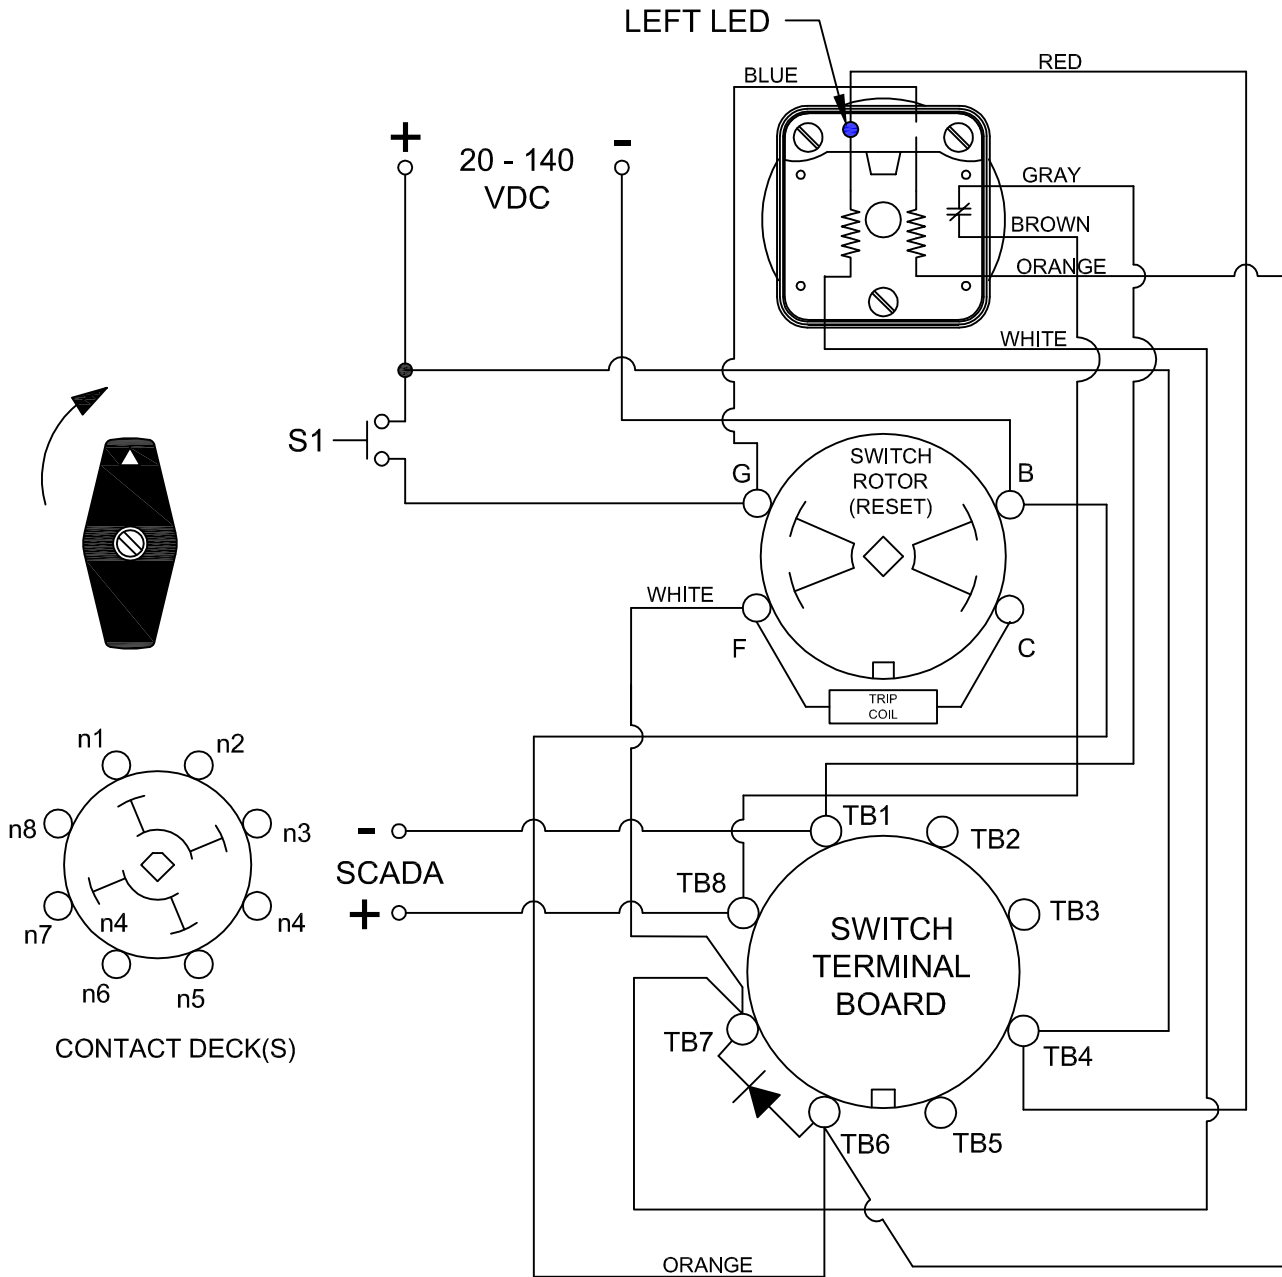 LEFT LED
RED
BLUE
+
-
20 - 140
VDC
GRAY
BROWN
ORANGE
WHITE
S1
SWITCH
ROTOR
(RESET)
G
B
WHITE
F
C
TRIP
COIL
n1
n2
n8
n3
n7
n4
n4
n6
n5
CONTACT DECK(S)
-
SCADA
+
TB1
TB2
TB8
TB3
SWITCH
TERMINAL
BOARD
TB7
TB4
TB6
TB5
ORANGE